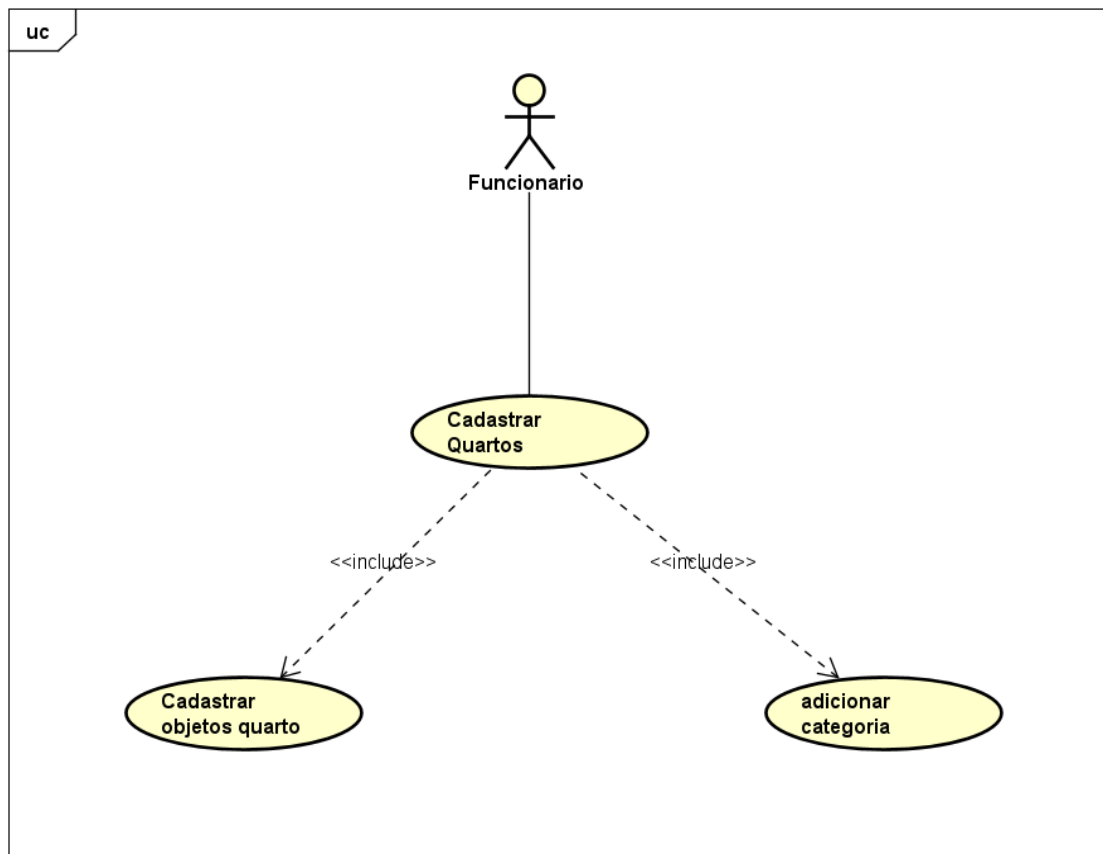 uc
Funcionario
Cadastrar
Quartos
<<include>>
<<include>>
Cadastrar
objetos quarto
adicionar
categoria